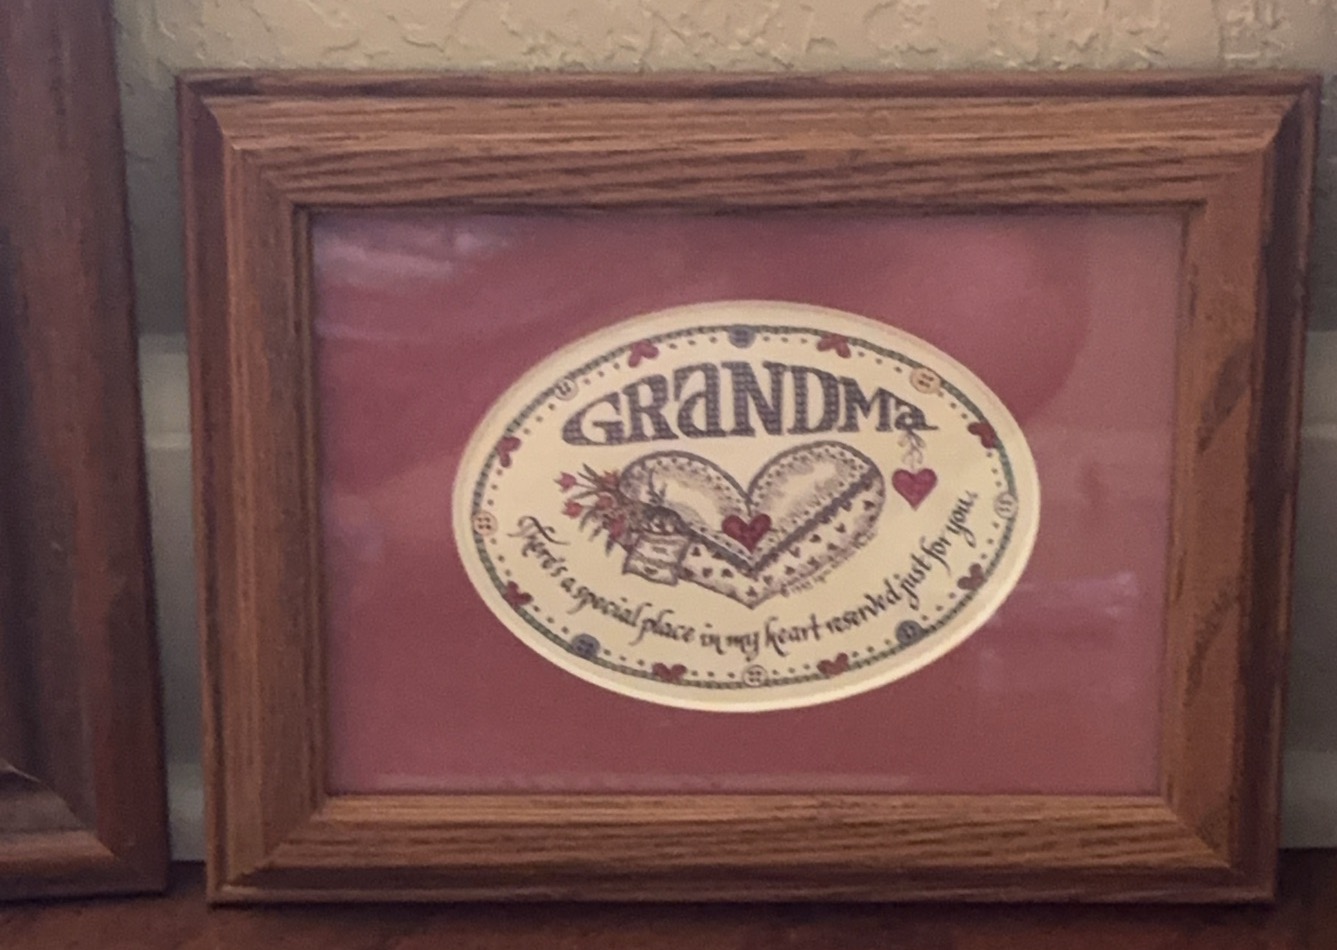 GRaNDMa
There's a special place in my heart reserved just for you.